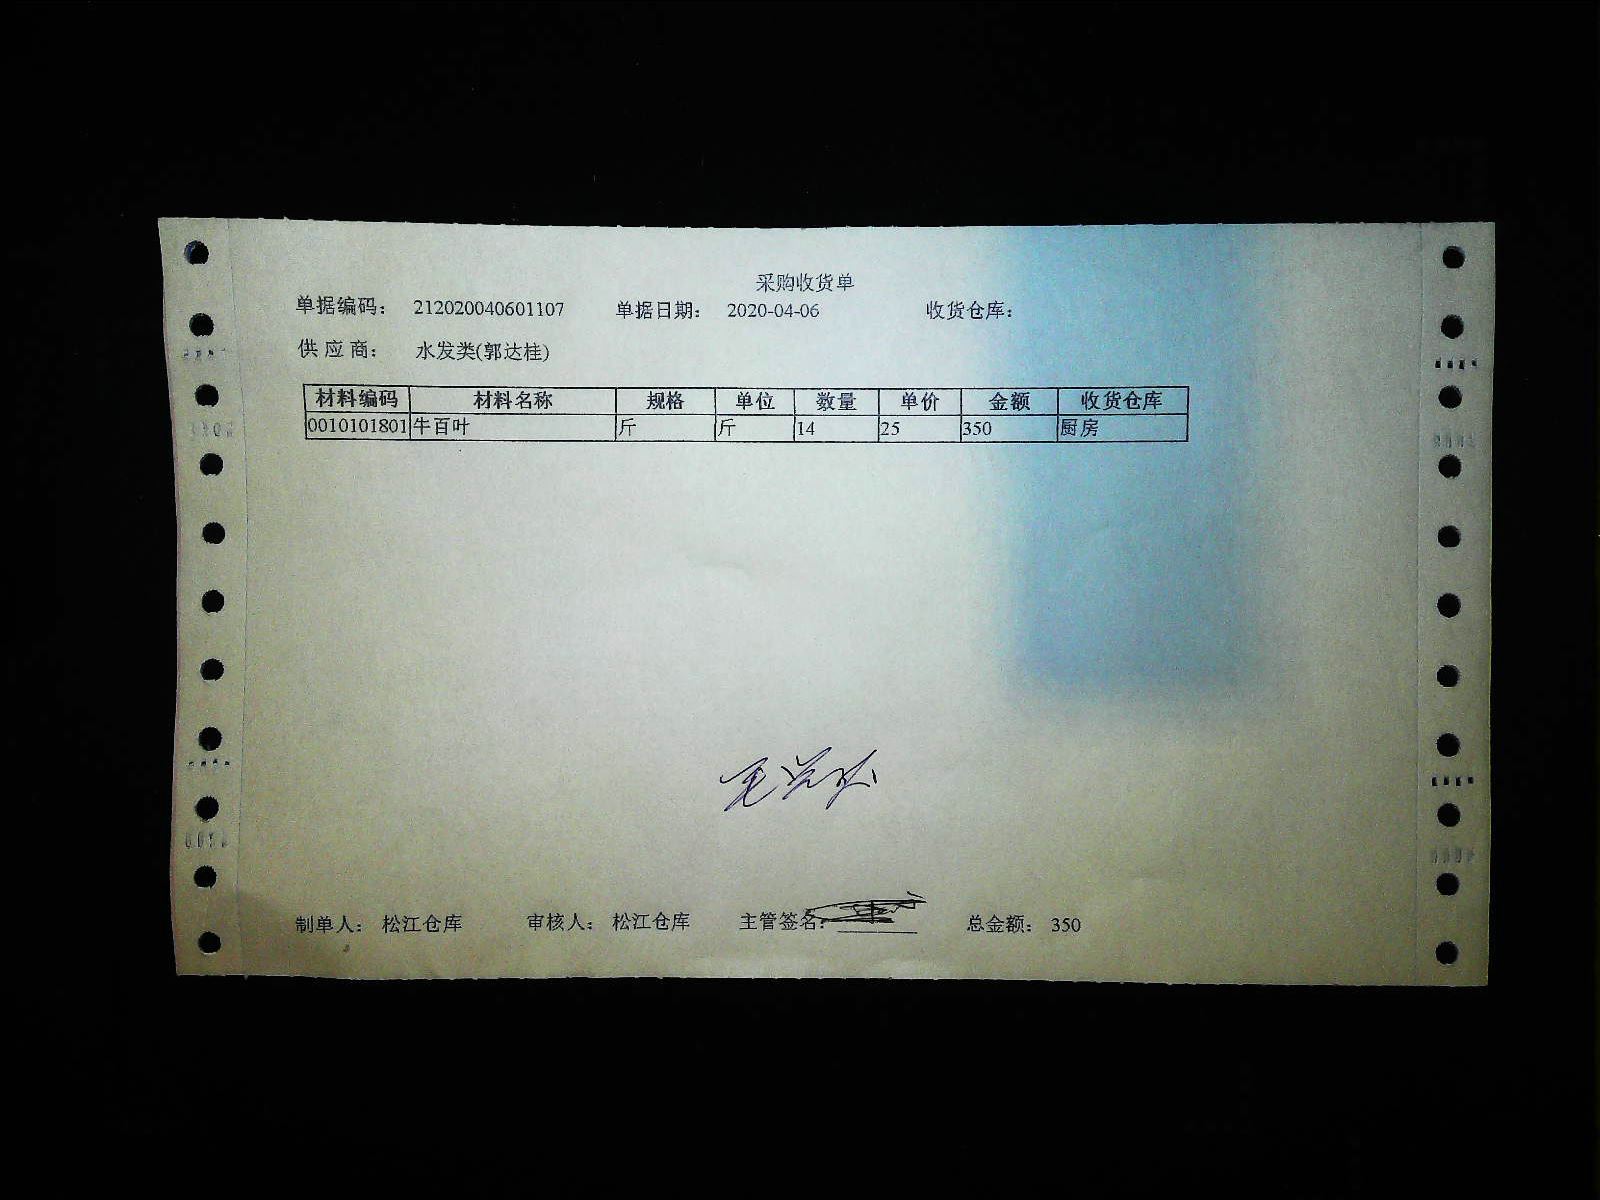 采购收货单
单据编码： 212020040601107 单据日期： 2020-04-06 收货仓库：
供 应 商： 水发类(郭达桂)
材料编码 材料名称 规格 单位 数量 单价 金额 收货仓库
0010101801 牛百叶 斤 斤 14 25 350 厨房
制单人： 松江仓库 审核人： 松江仓库 主管签名： 总金额： 350